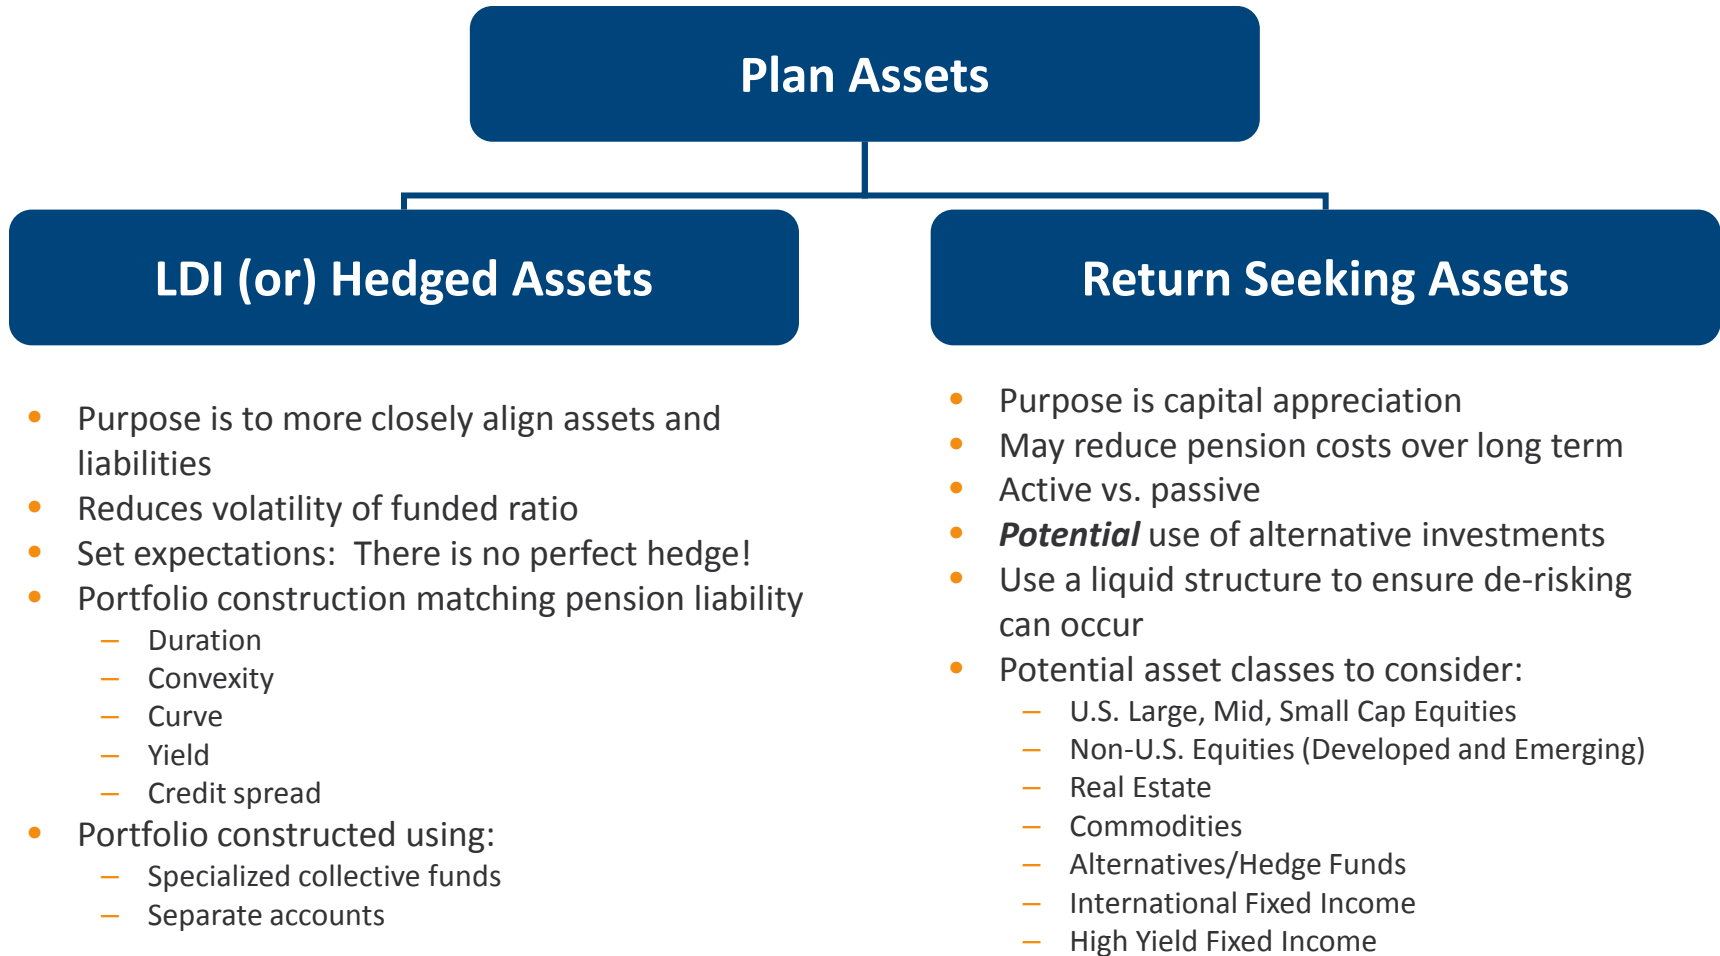 Plan Assets
LDI (or) Hedged Assets
• Purpose is to more closely align assets and
liabilities
• Reduces volatility of funded ratio
• Set expectations:  There is no perfect hedge!
• Portfolio construction matching pension liability
– Duration
– Convexity
– Curve
– Yield
– Credit spread
• Portfolio constructed using:
– Specialized collective funds
– Separate accounts
Return Seeking Assets
• Purpose is capital appreciation
• May reduce pension costs over long term
• Active vs. passive
• Potential use of alternative investments
• Use a liquid structure to ensure de-risking
can occur
• Potential asset classes to consider:
– U.S. Large, Mid, Small Cap Equities
– Non-U.S. Equities (Developed and Emerging)
– Real Estate
– Commodities
– Alternatives/Hedge Funds
– International Fixed Income
– High Yield Fixed Income